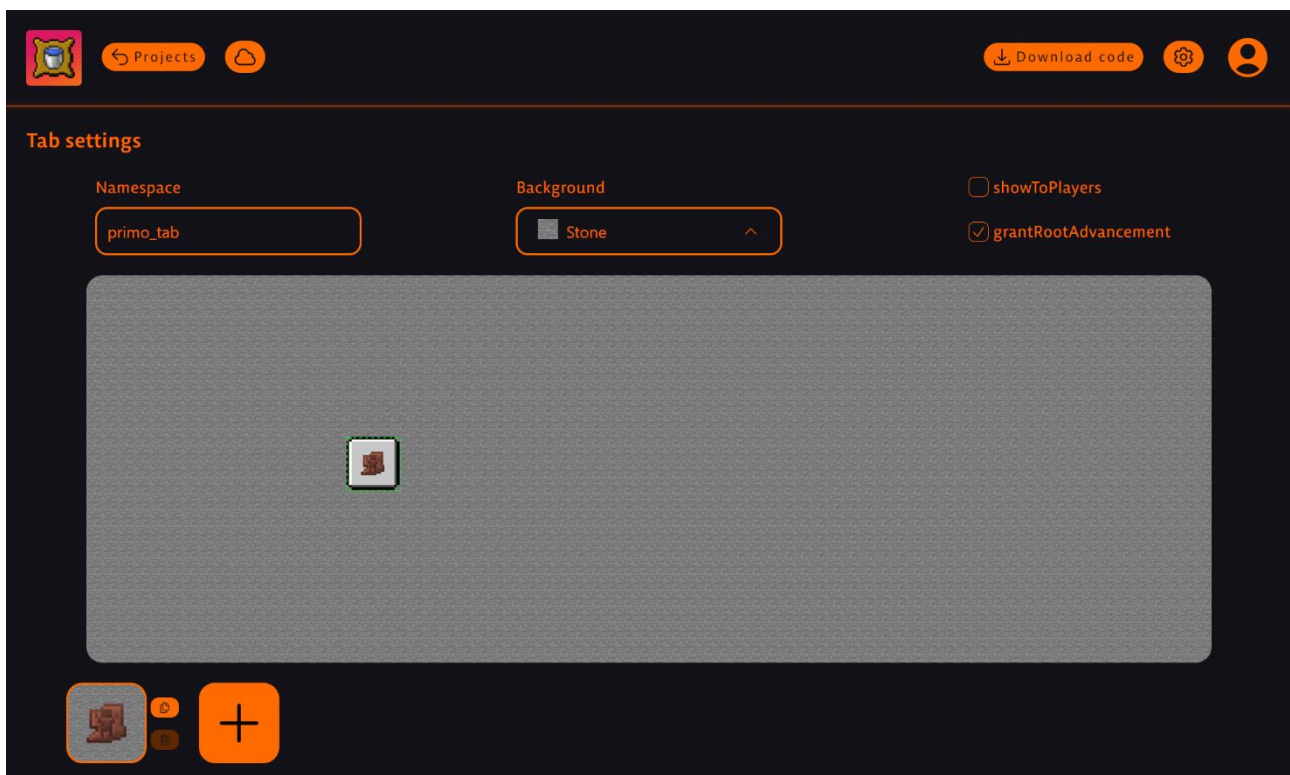 Projects
Download code
Tab settings
Namespace
Background
showToPlayers
primo_tab
Stone
grantRootAdvancement